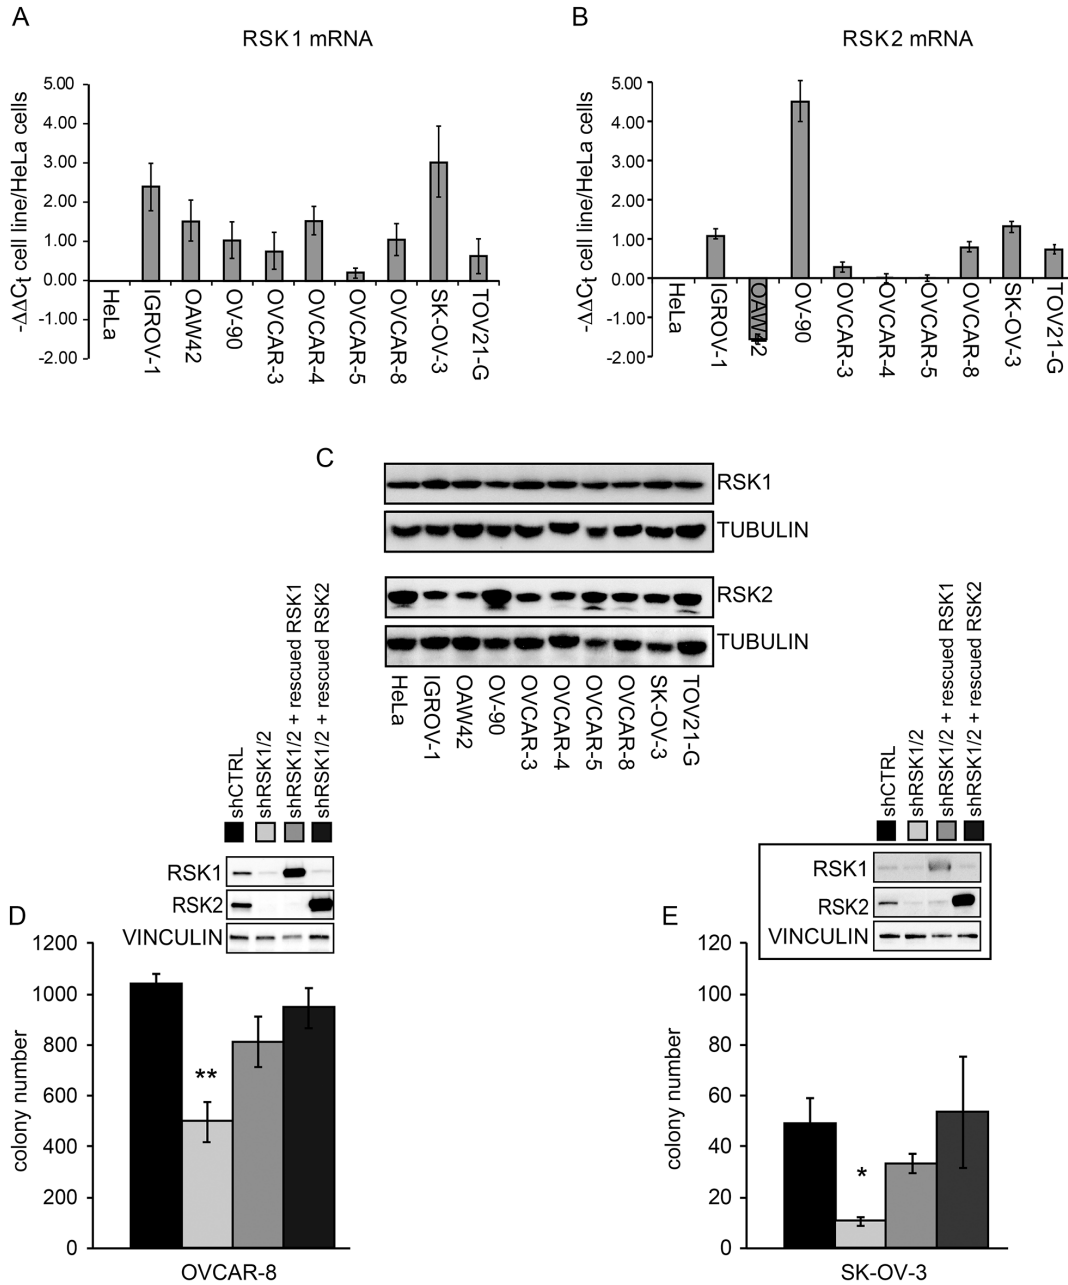 A
RSK1 mRNA
-ΔΔCt cell line/HeLa cells
5.00
4.00
3.00
2.00
1.00
0.00
-1.00
-2.00
HeLa
IGROV-1
OAW42
OV-90
OVCAR-3
OVCAR-4
OVCAR-5
OVCAR-8
SK-OV-3
TOV21-G
B
RSK2 mRNA
-ΔΔCt cell line/HeLa cells
5.00
4.00
3.00
2.00
1.00
0.00
-1.00
-2.00
HeLa
IGROV-1
OAW42
OV-90
OVCAR-3
OVCAR-4
OVCAR-5
OVCAR-8
SK-OV-3
TOV21-G
C
RSK1
TUBULIN
RSK2
TUBULIN
HeLa
IGROV-1
OAW42
OV-90
OVCAR-3
OVCAR-4
OVCAR-5
OVCAR-8
SK-OV-3
TOV21-G
D
shCTRL
shRSK1/2
shRSK1/2 + rescued RSK1
shRSK1/2 + rescued RSK2
RSK1
RSK2
VINCULIN
colony number
1200
1000
800
600
400
200
0
**
OVCAR-8
E
shCTRL
shRSK1/2
shRSK1/2 + rescued RSK1
shRSK1/2 + rescued RSK2
RSK1
RSK2
VINCULIN
colony number
120
100
80
60
40
20
0
*
SK-OV-3